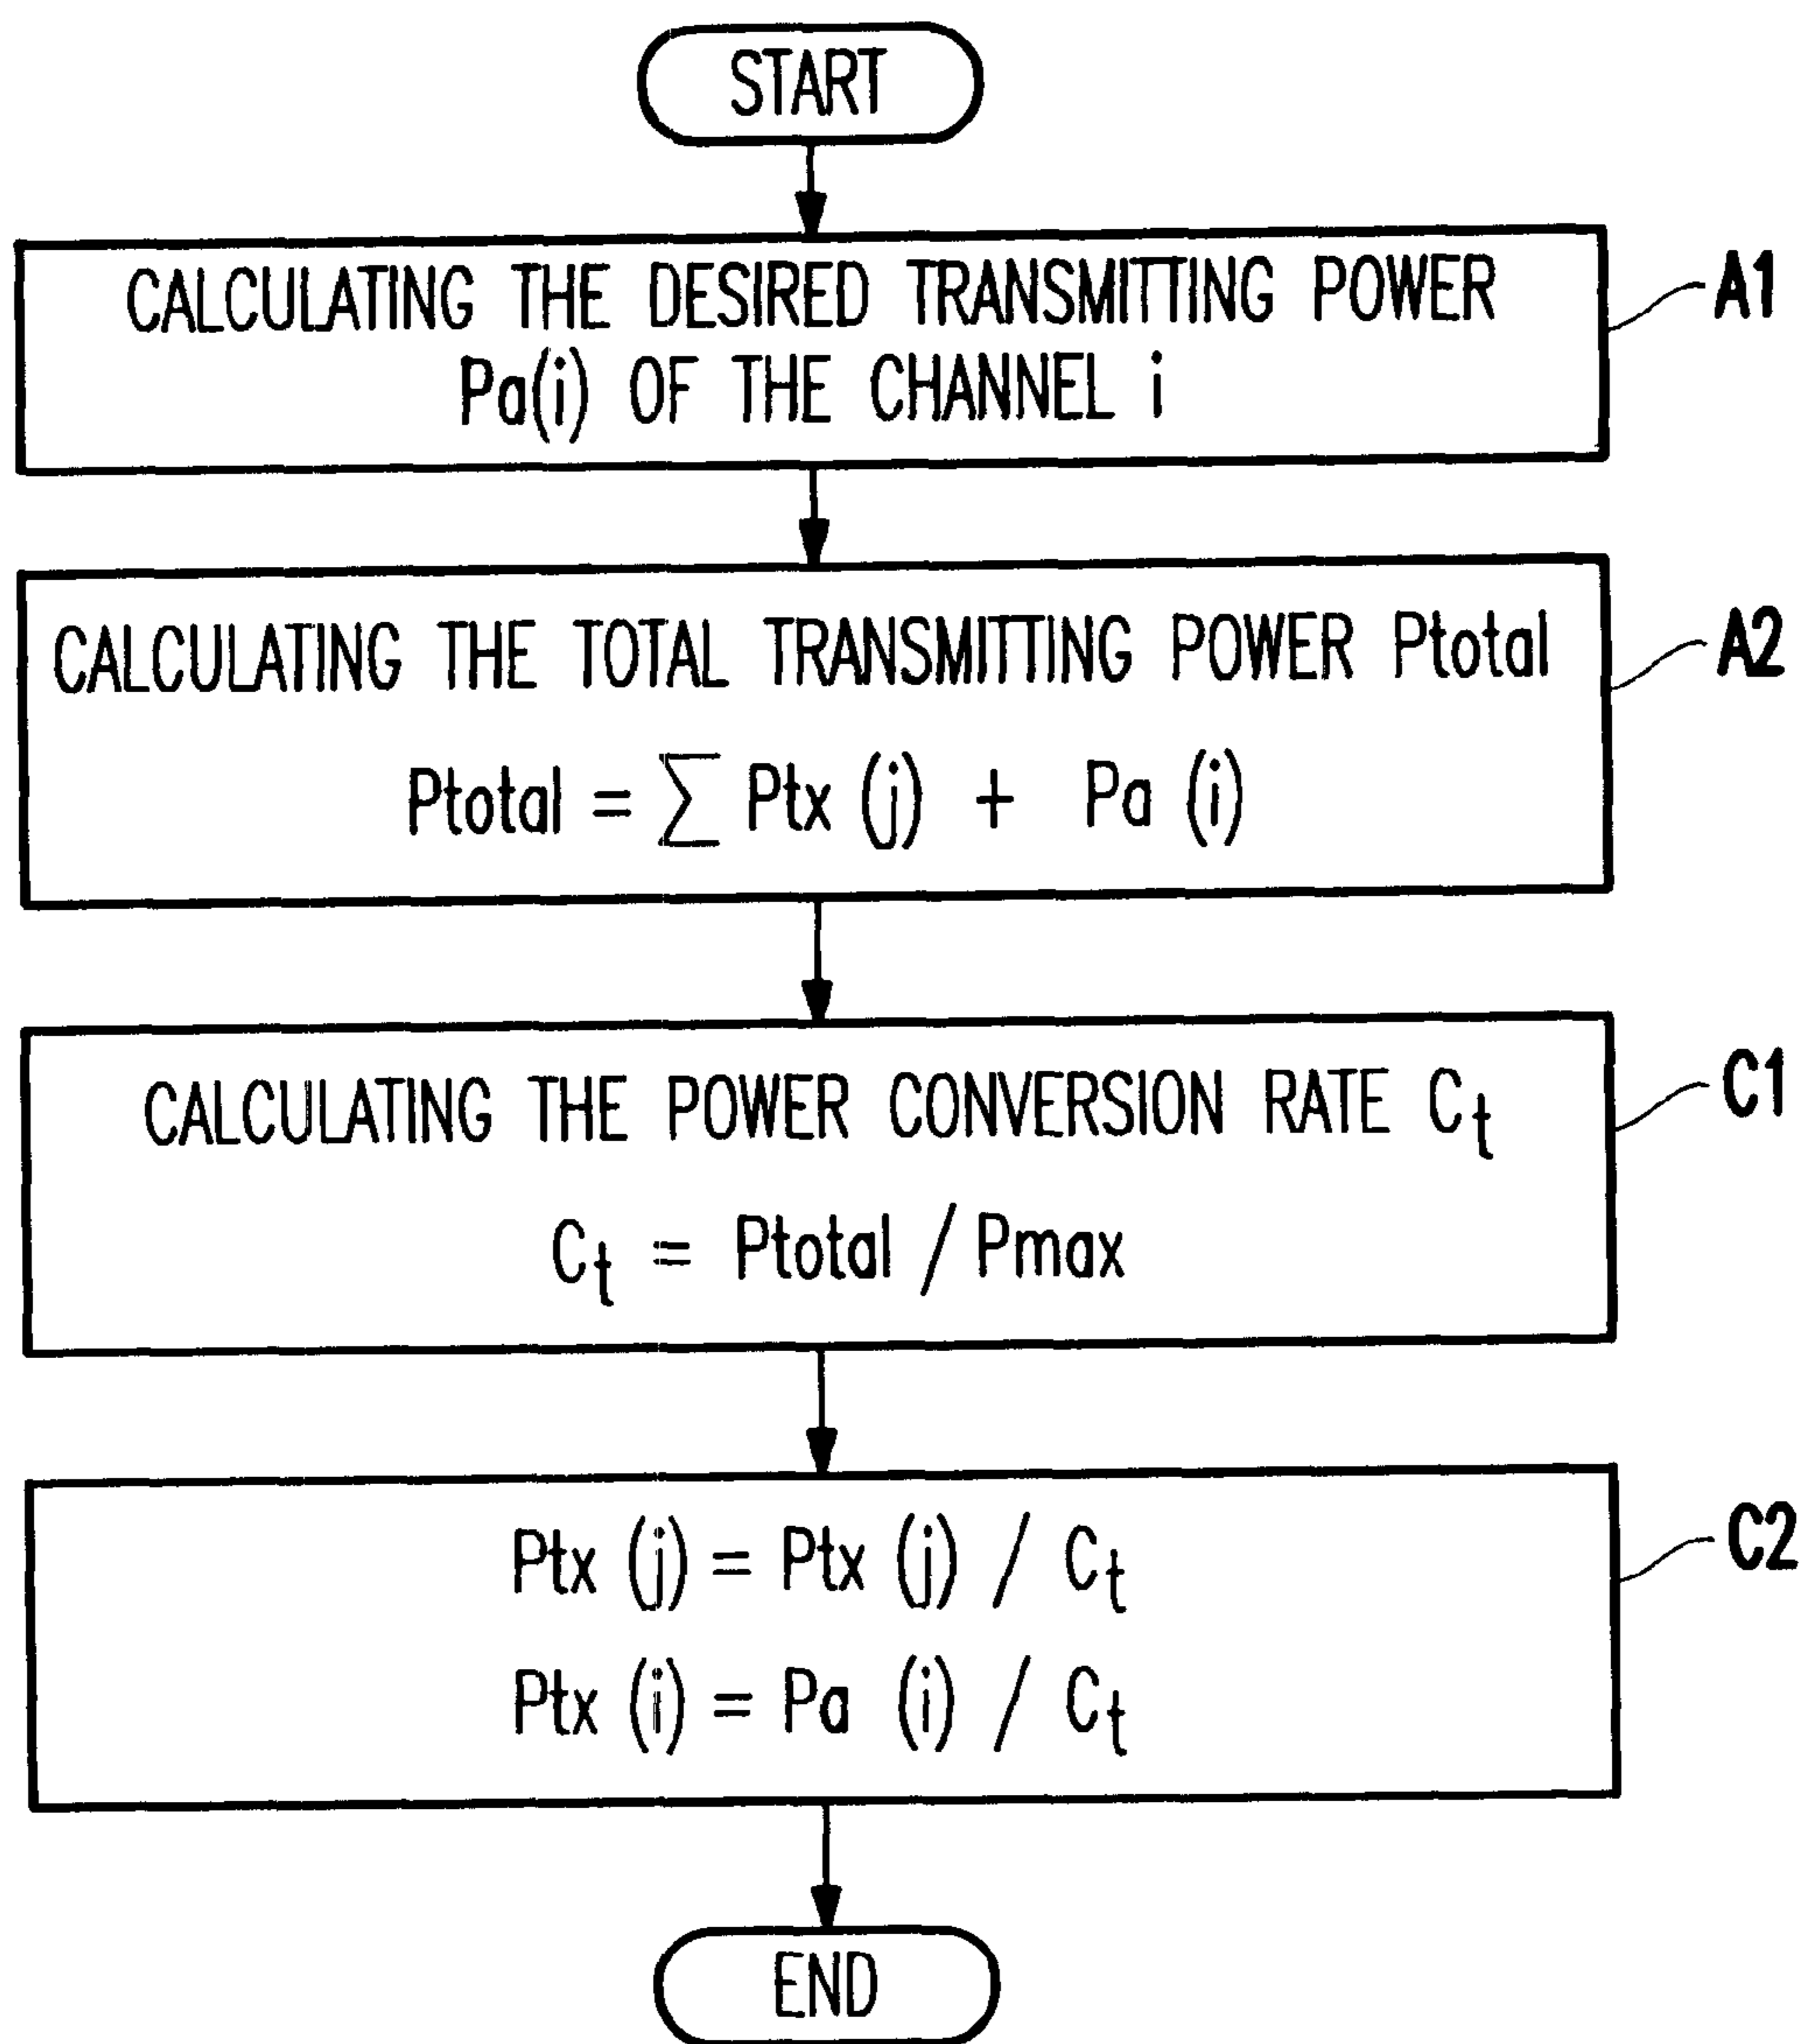 START
CALCULATING THE DESIRED TRANSMITTING POWER
Pa(i) OF THE CHANNEL i
A1
CALCULATING THE TOTAL TRANSMITTING POWER Ptotal
Ptotal = ∑ Ptx (j) + Pa (i)
A2
CALCULATING THE POWER CONVERSION RATE Ct
Ct = Ptotal / Pmax
C1
Ptx (j) = Ptx (j) / Ct
Ptx (i) = Pa (i) / Ct
C2
END